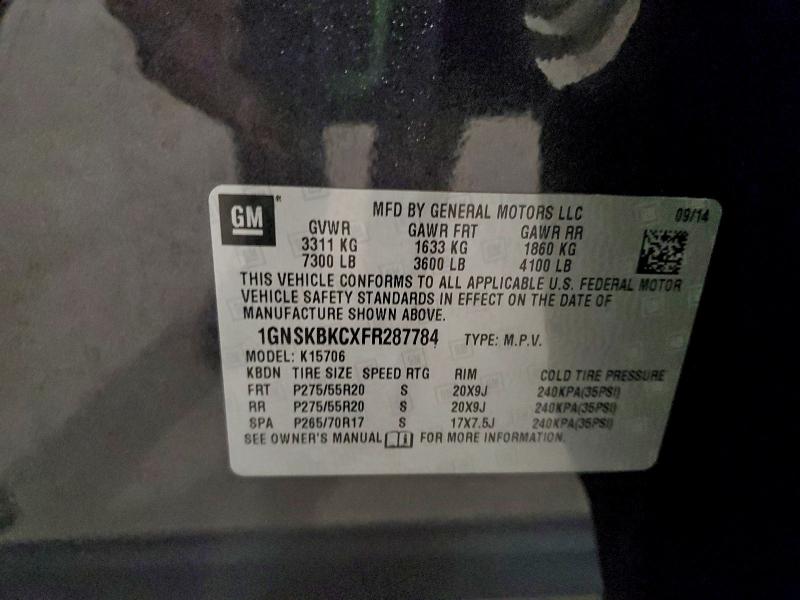 GM
MFD BY GENERAL MOTORS LLC 09/14
GVWR GAWR FRT GAWR RR
3311 KG 1633 KG 1860 KG
7300 LB 3600 LB 4100 LB
THIS VEHICLE CONFORMS TO ALL APPLICABLE U.S. FEDERAL MOTOR
VEHICLE SAFETY STANDARDS IN EFFECT ON THE DATE OF
MANUFACTURE SHOWN ABOVE.
1GNSKBKCXFR287784 TYPE: M.P.V.
MODEL: K15706
KBDN TIRE SIZE SPEED RTG RIM COLD TIRE PRESSURE
FRT P275/55R20 S 20X9J 240KPA(35PSI)
RR P275/55R20 S 20X9J 240KPA(35PSI)
SPA P265/70R17 S 17X7.5J 240KPA(35PSI)
SEE OWNER'S MANUAL FOR MORE INFORMATION.